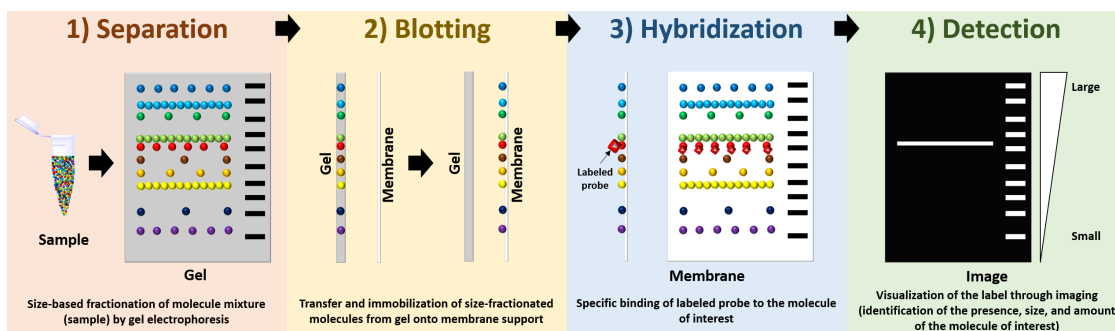 1) Separation
2) Blotting
3) Hybridization
4) Detection
Sample
Gel
Size-based fractionation of molecule mixture
(sample) by gel electrophoresis
Gel
Membrane
Gel
Membrane
Transfer and immobilization of size-fractionated
molecules from gel onto membrane support
Labeled
probe
Membrane
Specific binding of labeled probe to the molecule
of interest
Large
Small
Image
Visualization of the label through imaging
(identification of the presence, size, and amount
of the molecule of interest)